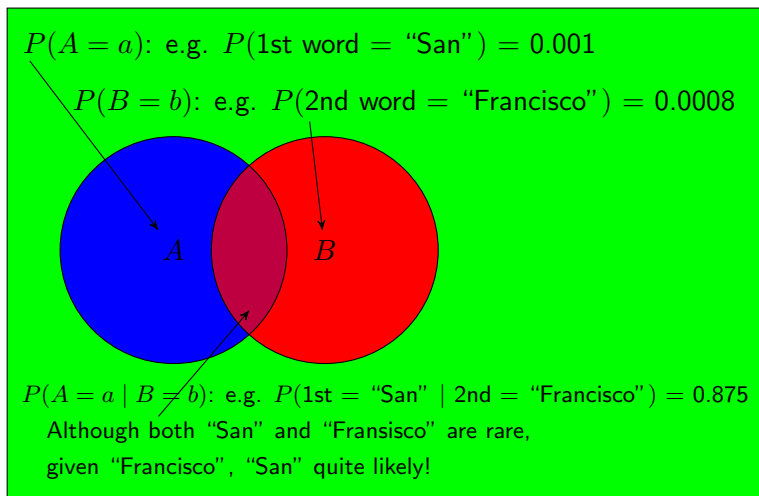 P(A = a): e.g. P(1st word = “San”) = 0.001
P(B = b): e.g. P(2nd word = “Francisco”) = 0.0008
A
B
P(A = a | B = b): e.g. P(1st = “San” | 2nd = “Francisco”) = 0.875
Although both “San” and “Fransisco” are rare,
given “Francisco”, “San” quite likely!